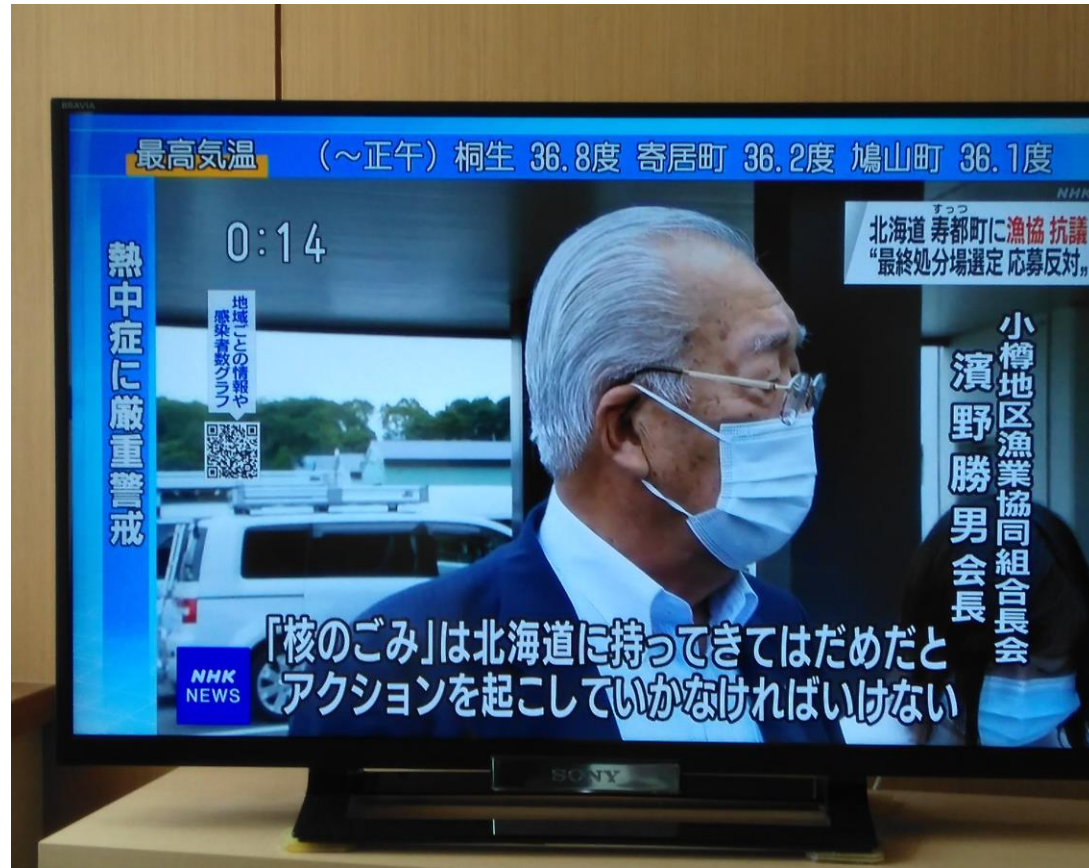 BRAVIA
最高気温 (～正午) 桐生 36.8度 寄居町 36.2度 鳩山町 36.1度
熱中症に厳重警戒
0:14
地域ごとの情報や
感染者数グラフ
NHK
すっつ
北海道 寿都町に漁協 抗議
“最終処分場選定 応募反対„
小樽地区漁業協同組合長会
濱野勝男会長
「核のごみ」は北海道に持ってきてはだめだと
アクションを起こしていかなければいけない
NHK
NEWS
SONY